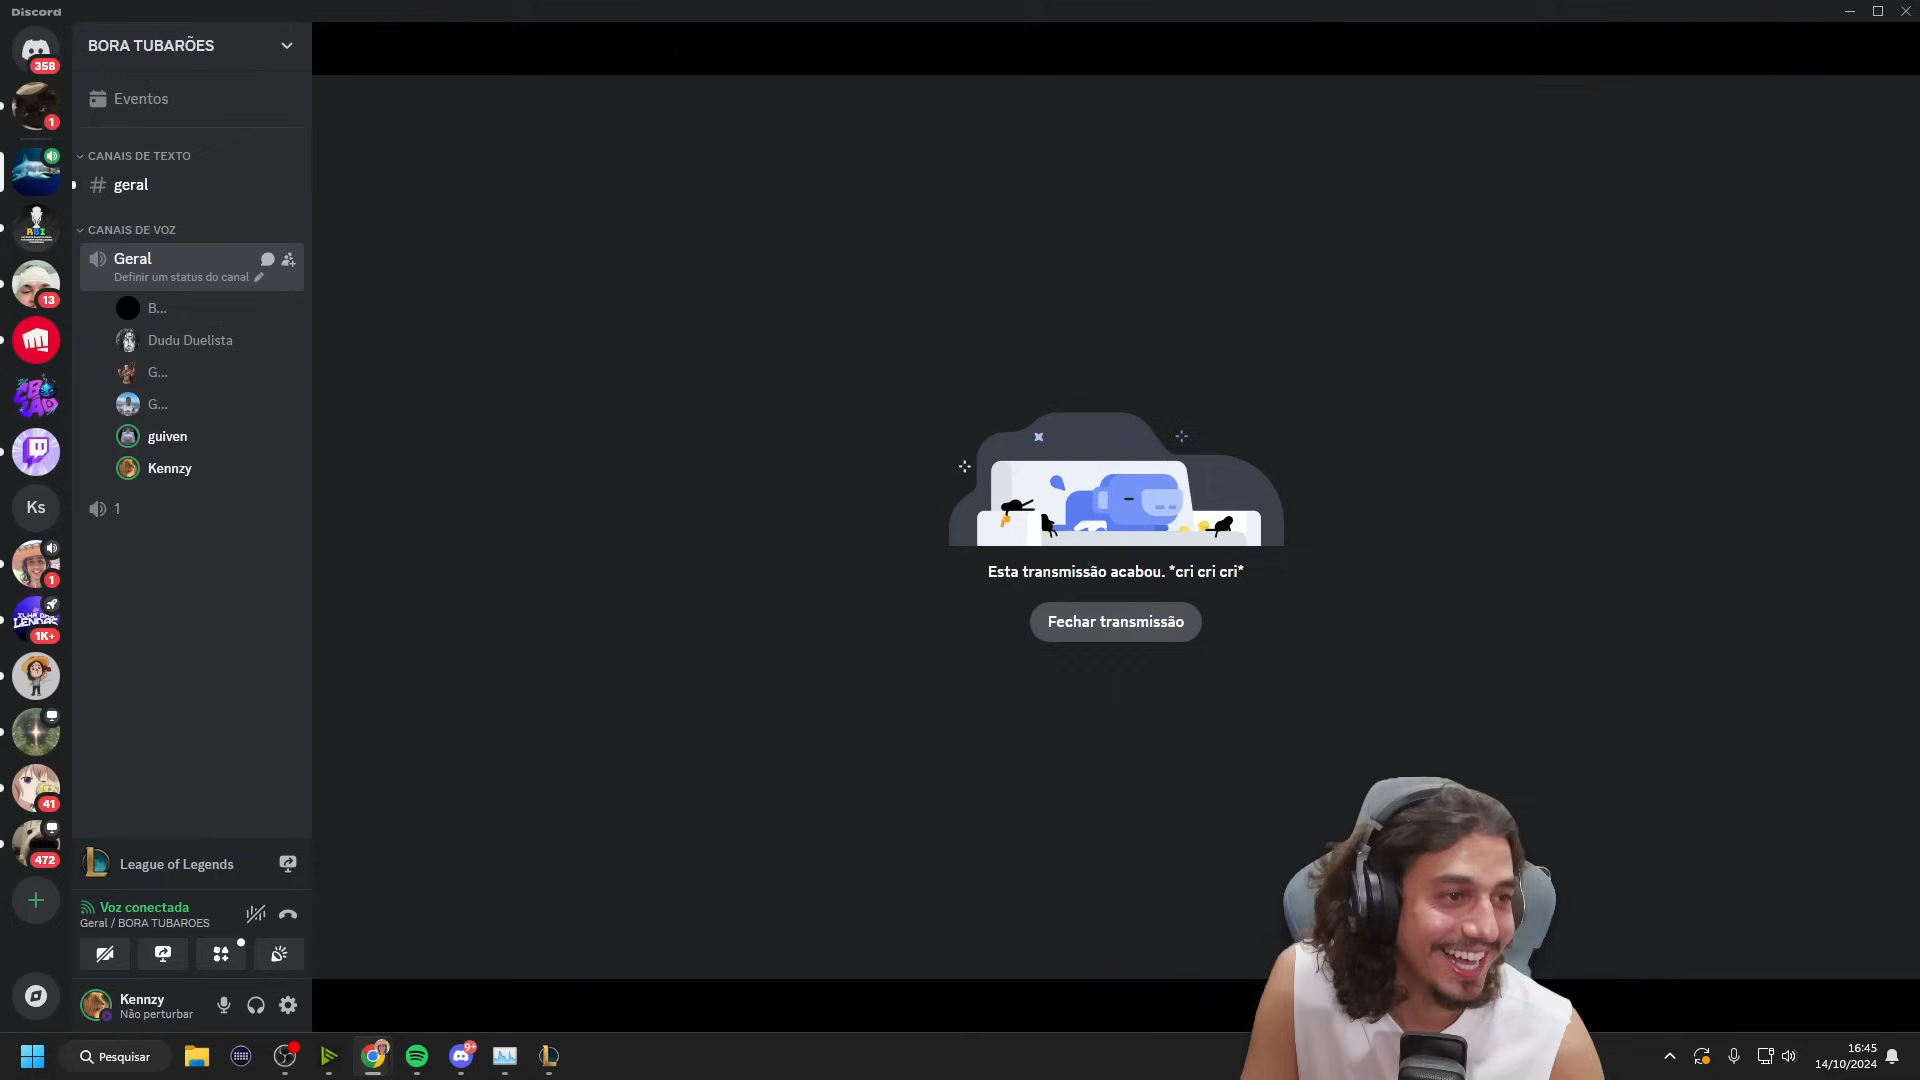 Discord
BORA TUBARÕES
358
Eventos
1
CANAIS DE TEXTO
geral
CANAIS DE VOZ
Geral
Definir um status do canal
13
B...
Dudu Duelista
G...
G...
guiven
Kennzy
Ks
1
1
1K+
41
472
Esta transmissão acabou. *cri cri cri*
Fechar transmissão
League of Legends
Voz conectada
Geral / BORA TUBAROES
Kennzy
Não perturbar
Pesquisar
9+
16:45
14/10/2024